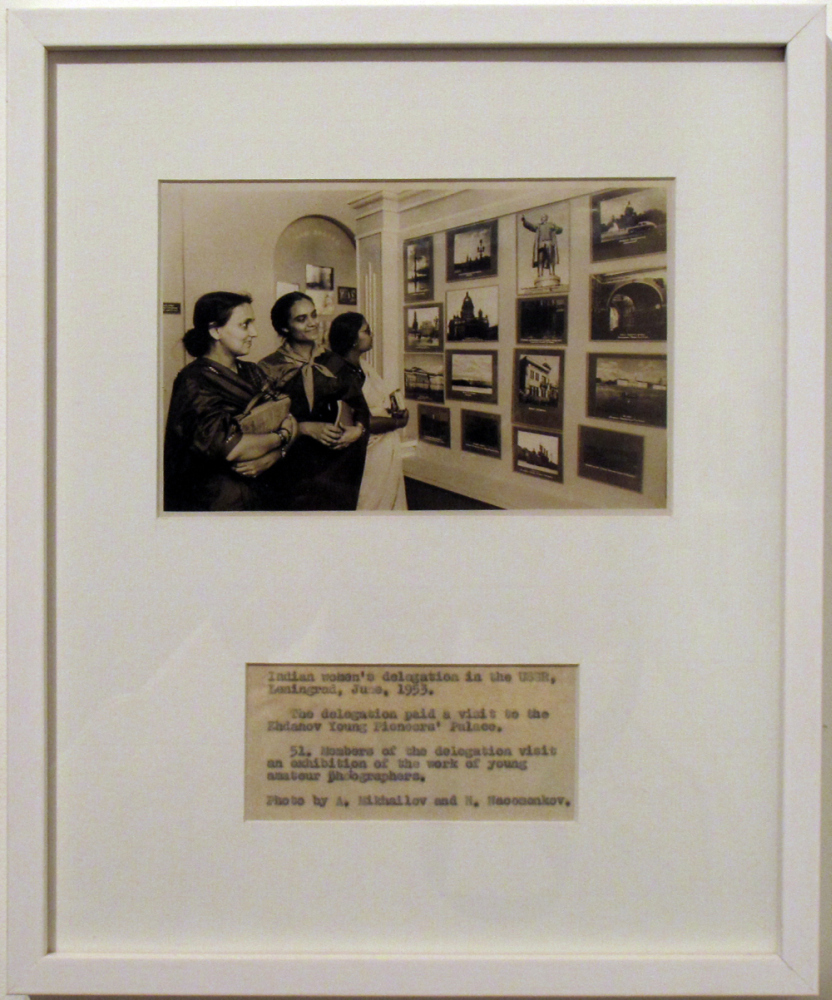 Indian women's delegation in the USSR,
Leningrad, June, 1953.
The delegation paid a visit to the
Zhdanov Young Pioneers' Palace.
51. Members of the delegation visit
an exhibition of the work of young
amateur photographers.
Photo by A. Mikhailov and N.